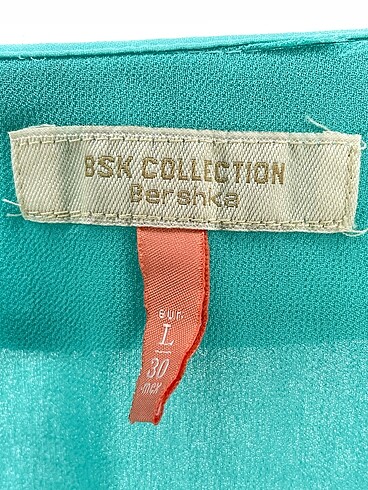 BSK COLLECTION
Bershka
eur.
L
30
mex